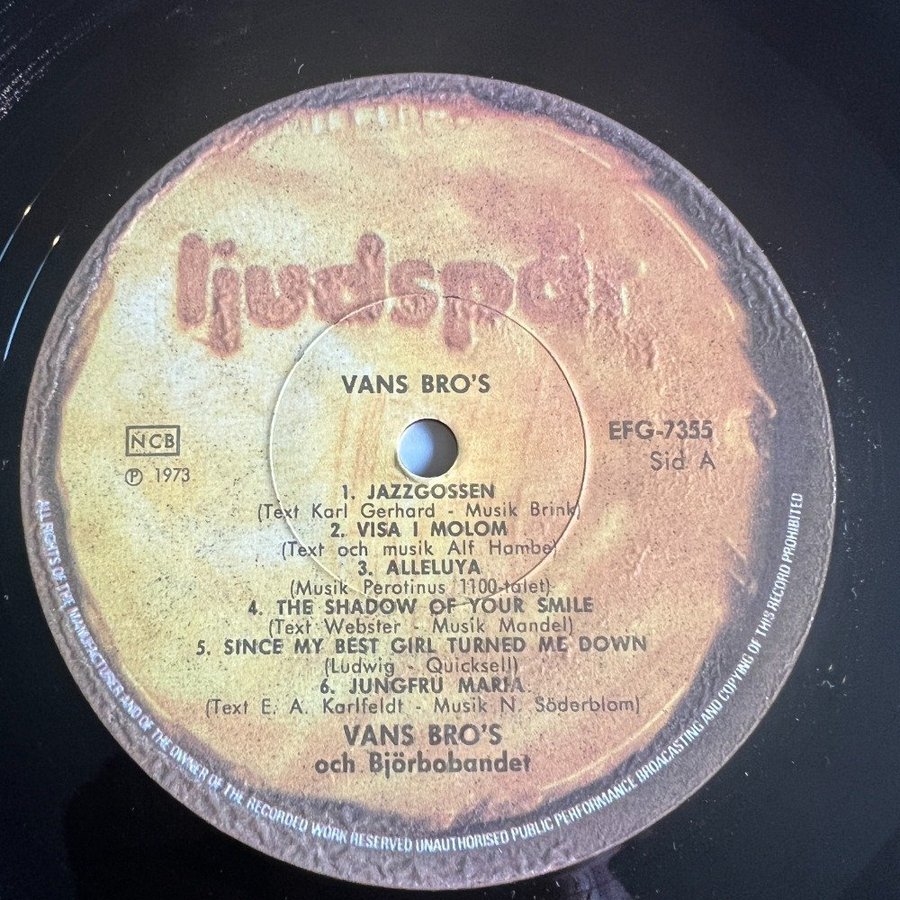 ljudspår
VANS BRO'S
NCB
℗ 1973
EFG-7355
Sid A
1. JAZZGOSSEN
(Text Karl Gerhard - Musik Brink)
2. VISA I MOLOM
(Text och musik Alf Hambe)
3. ALLELUYA
(Musik Perotinus 1100-talet)
4. THE SHADOW OF YOUR SMILE
(Text Webster - Musik Mandel)
5. SINCE MY BEST GIRL TURNED ME DOWN
(Ludwig - Quicksell)
6. JUNGFRU MARIA
(Text E. A. Karlfeldt - Musik N. Söderblom)
VANS BRO'S
och Björbobandet
ALL RIGHTS OF THE MANUFACTURER AND OF THE OWNER OF THE RECORDED WORK RESERVED UNAUTHORISED PUBLIC PERFORMANCE BROADCASTING AND COPYING OF THIS RECORD PROHIBITED